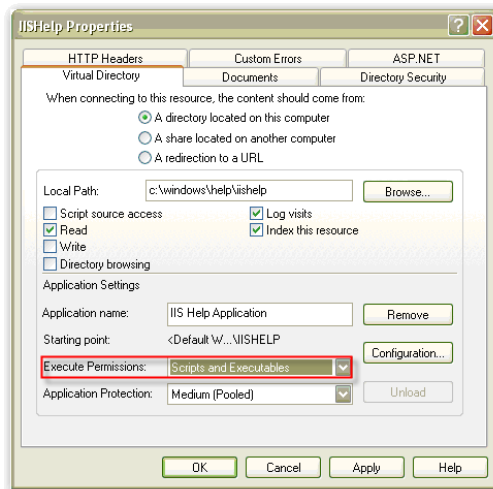 IISHelp Properties
HTTP Headers Custom Errors ASP.NET
Virtual Directory Documents Directory Security
When connecting to this resource, the content should come from:
A directory located on this computer
A share located on another computer
A redirection to a URL
Local Path: c:\windows\help\iishelp Browse...
Script source access Log visits
Read Index this resource
Write
Directory browsing
Application Settings
Application name: IIS Help Application Remove
Starting point: <Default W...\IISHELP
Configuration...
Execute Permissions: Scripts and Executables
Application Protection: Medium (Pooled) Unload
OK Cancel Apply Help